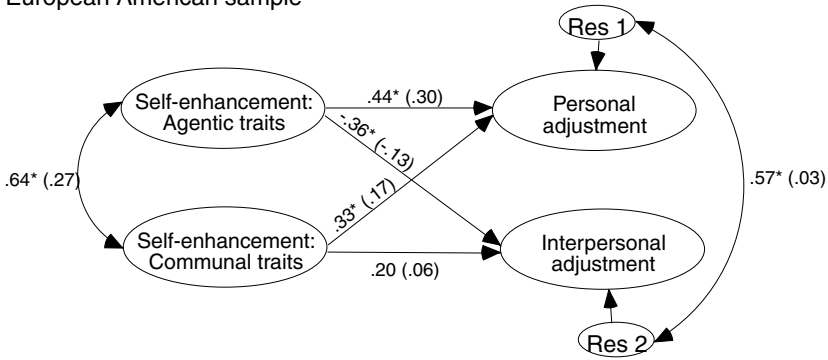 European American sample
Res 1
Self-enhancement:
Agentic traits
.44* (.30)
Personal
adjustment
-.36* (-.13)
.64* (.27)
.57* (.03)
.33* (.17)
Self-enhancement:
Communal traits
.20 (.06)
Interpersonal
adjustment
Res 2